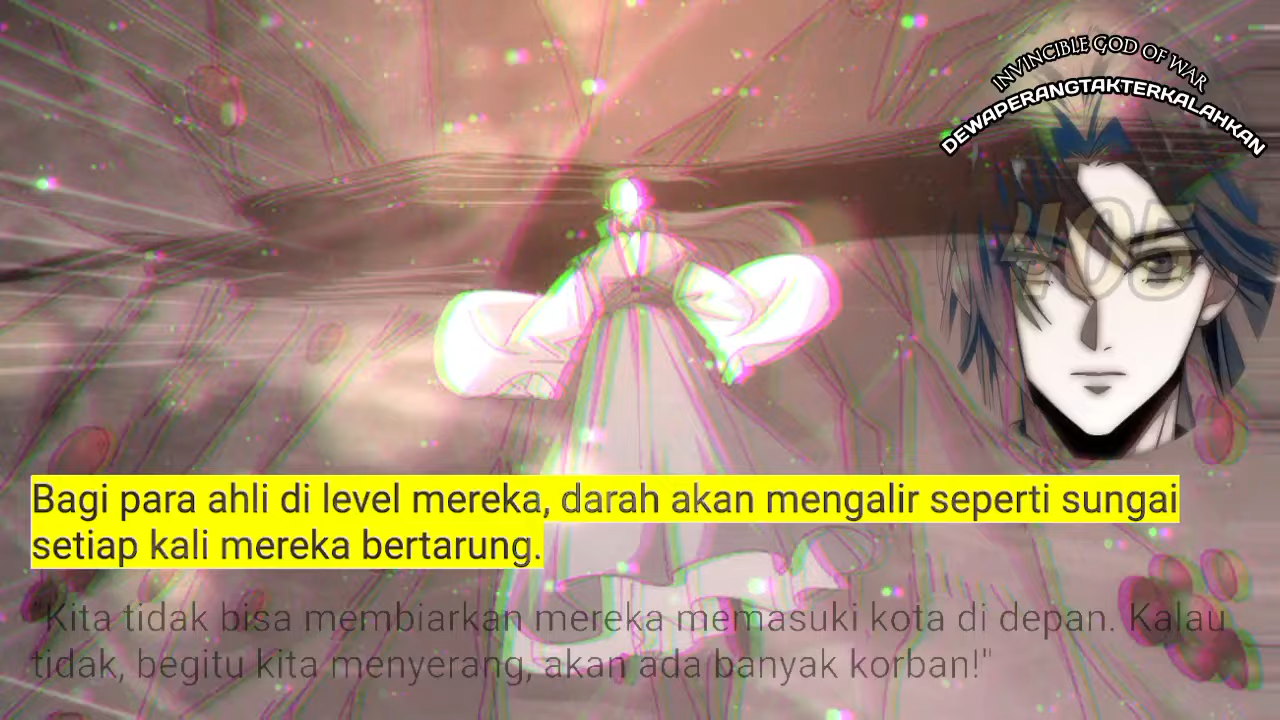 INVINCIBLE GOD OF WAR
DEWAPERANGTAKTERKALAHKAN
405
Bagi para ahli di level mereka, darah akan mengalir seperti sungai
setiap kali mereka bertarung.
"Kita tidak bisa membiarkan mereka memasuki kota di depan. Kalau
tidak, begitu kita menyerang, akan ada banyak korban!"